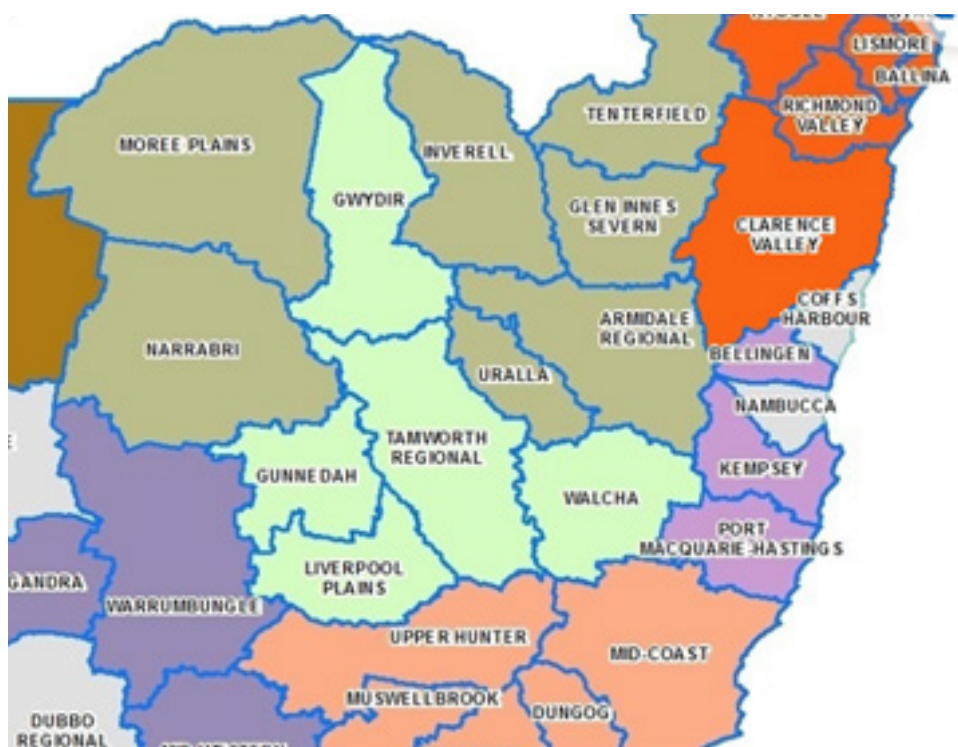 LISMORE
BALLINA
TENTERFIELD
RICHMOND
VALLEY
MOREE PLAINS
INVERELL
GWYDIR
GLEN INNES
SEVERN
CLARENCE
VALLEY
COFFS
HARBOUR
ARMIDALE
REGIONAL
NARRABRI
BELLINGEN
URALLA
NAMBUCCA
TAMWORTH
REGIONAL
GUNNEDAH
KEMPSEY
WALCHA
PORT
MACQUARIE-HASTINGS
LIVERPOOL
PLAINS
GANDRA
WARRUMBUNGLE
UPPER HUNTER
MID-COAST
MUSWELLBROOK
DUNGOG
DUBBO
REGIONAL